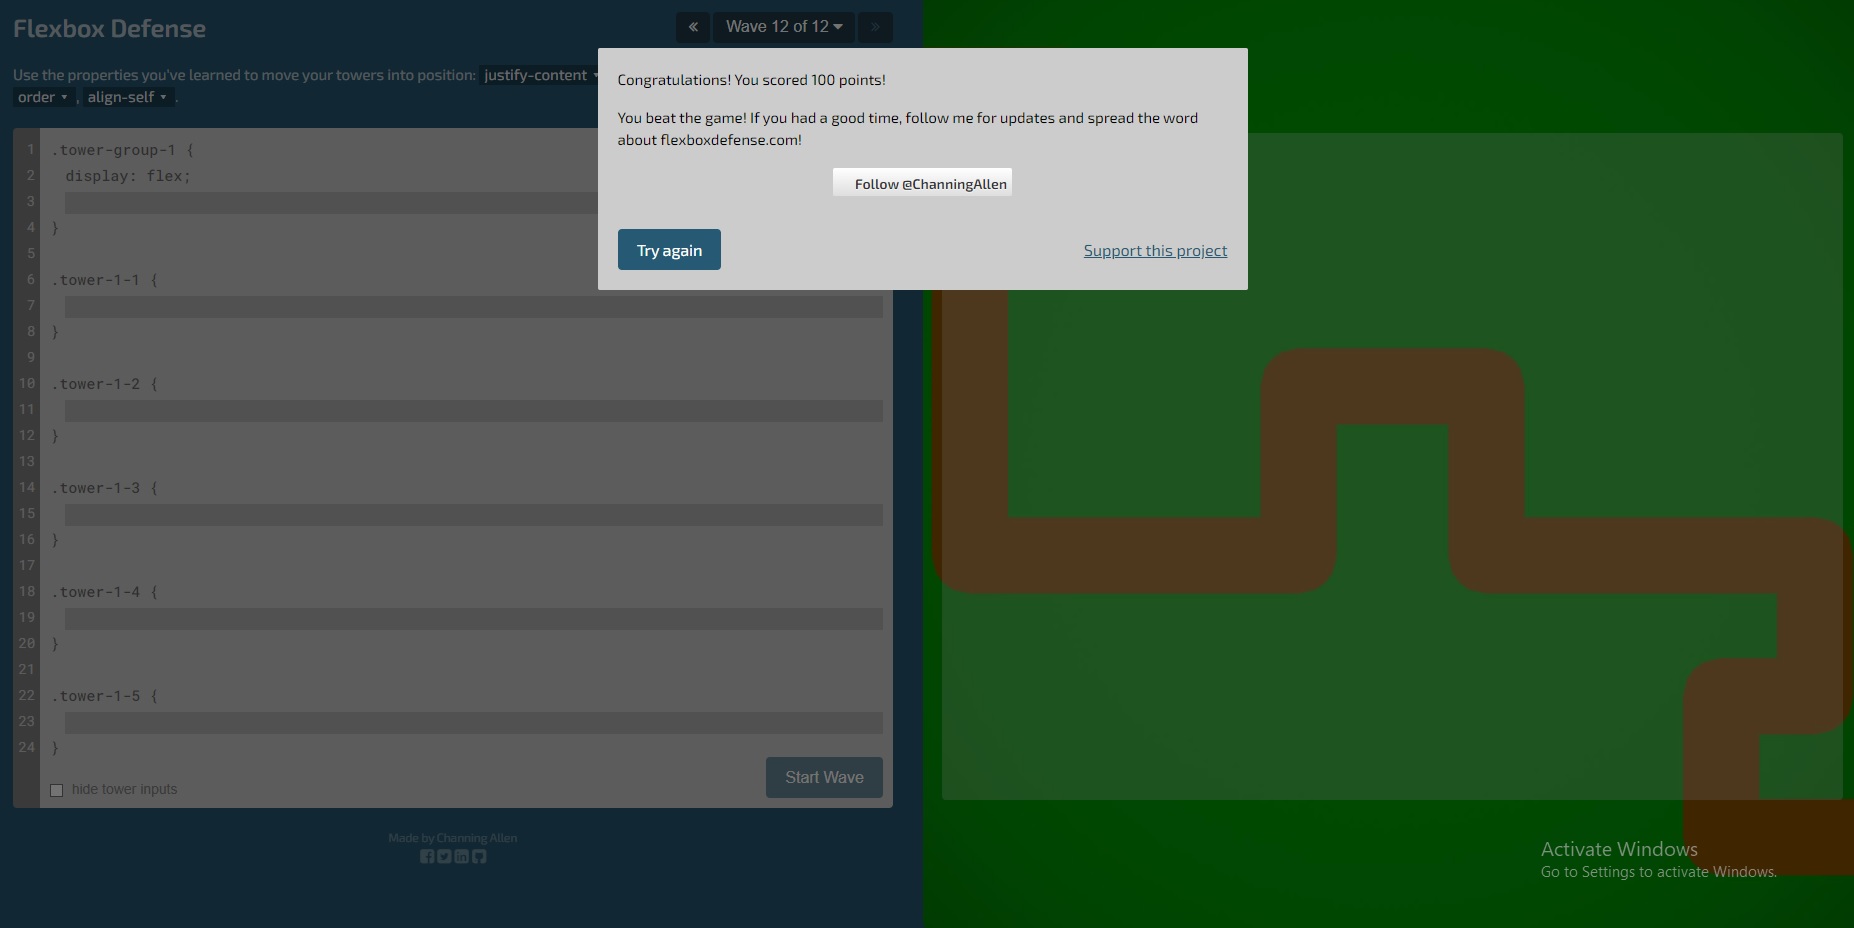 Flexbox Defense
« Wave 12 of 12 »
Use the properties you've learned to move your towers into position: justify-content
order , align-self .
Congratulations! You scored 100 points!
You beat the game! If you had a good time, follow me for updates and spread the word
about flexboxdefense.com!
Follow @ChanningAllen
Try again
Support this project
1 .tower-group-1 {
2 display: flex;
3
4 }
5
6 .tower-1-1 {
7
8 }
9
10 .tower-1-2 {
11
12 }
13
14 .tower-1-3 {
15
16 }
17
18 .tower-1-4 {
19
20 }
21
22 .tower-1-5 {
23
24 }
hide tower inputs
Start Wave
Made by Channing Allen
Activate Windows
Go to Settings to activate Windows.